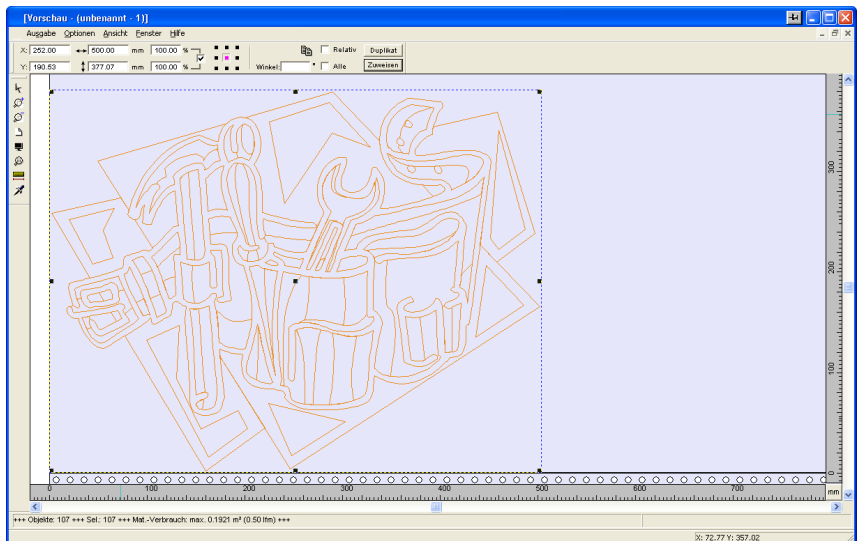 [Vorschau - (unbenannt - 1)]
Ausgabe Optionen Ansicht Fenster Hilfe
X: 252.00 500.00 mm 100.00 % Relativ Duplikat
Y: 190.53 377.07 mm 100.00 % Winkel: ° Alle Zuweisen
300
200
100
0
0 100 200 300 400 500 600 700 mm
+++ Objekte: 107 +++ Sel.: 107 +++ Mat.-Verbrauch: max. 0.1921 m² (0.50 lfm) +++
X: 72.77 Y: 357.02